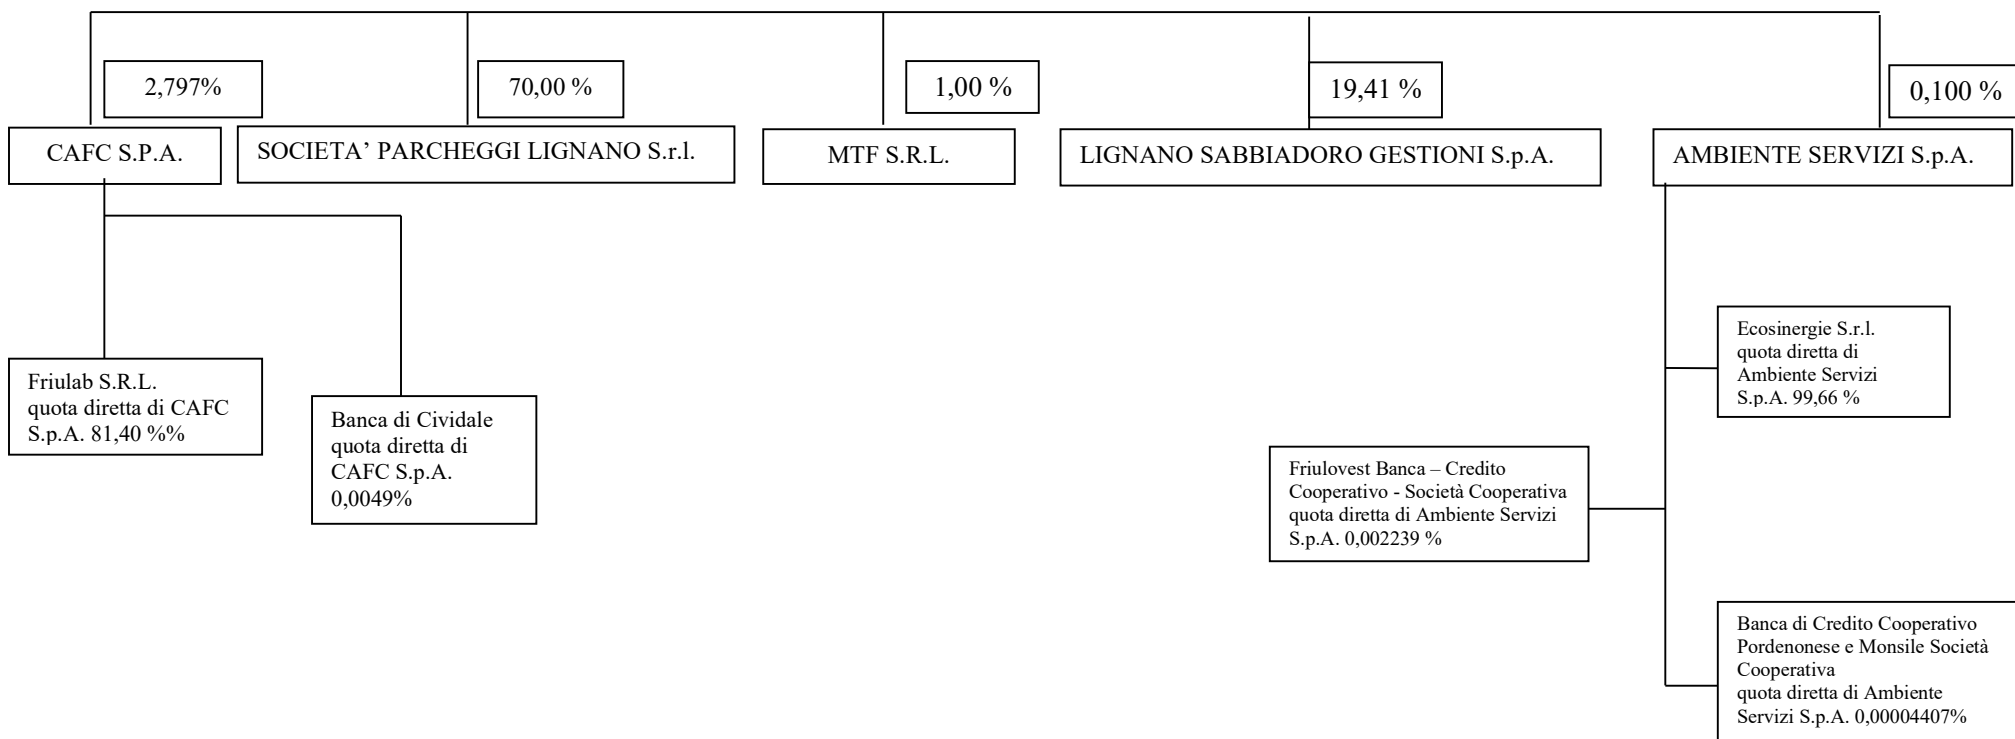 2,797%
70,00 %
1,00 %
19,41 %
0,100 %
CAFC S.P.A.
SOCIETA’ PARCHEGGI LIGNANO S.r.l.
MTF S.R.L.
LIGNANO SABBIADORO GESTIONI S.p.A.
AMBIENTE SERVIZI S.p.A.
Friulab S.R.L.
quota diretta di CAFC
S.p.A. 81,40 %%
Banca di Cividale
quota diretta di
CAFC S.p.A.
0,0049%
Ecosinergie S.r.l.
quota diretta di
Ambiente Servizi
S.p.A. 99,66 %
Friulovest Banca – Credito
Cooperativo - Società Cooperativa
quota diretta di Ambiente Servizi
S.p.A. 0,002239 %
Banca di Credito Cooperativo
Pordenonese e Monsile Società
Cooperativa
quota diretta di Ambiente
Servizi S.p.A. 0,00004407%